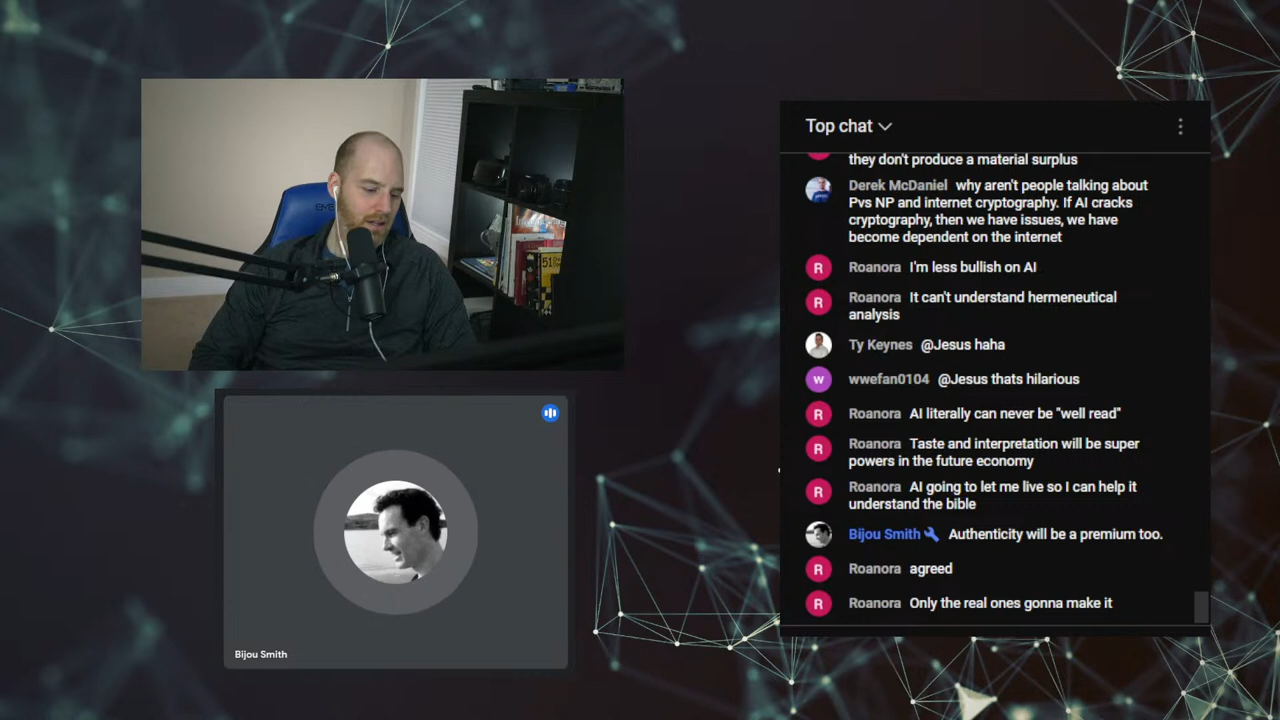 Top chat
they don't produce a material surplus
Derek McDaniel why aren't people talking about
Pvs NP and internet cryptography. If AI cracks
cryptography, then we have issues, we have
become dependent on the internet
R Roanora I'm less bullish on AI
R Roanora It can't understand hermeneutical
analysis
Ty Keynes @Jesus haha
w wwefan0104 @Jesus thats hilarious
R Roanora AI literally can never be "well read"
R Roanora Taste and interpretation will be super
powers in the future economy
R Roanora AI going to let me live so I can help it
understand the bible
Bijou Smith Authenticity will be a premium too.
R Roanora agreed
R Roanora Only the real ones gonna make it
51
Bijou Smith